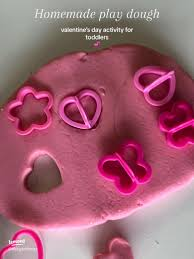 Homemade play dough
valentine's day activity for
toddlers